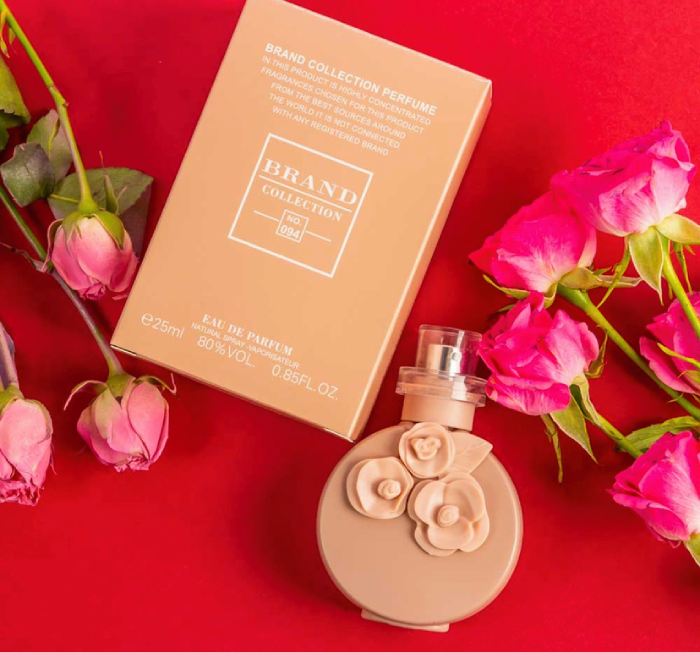 BRAND COLLECTION PERFUME
IN THIS PRODUCT IS HIGHLY CONCENTRATED
FRAGRANCES CHOSEN FOR THIS PRODUCT
FROM THE BEST SOURCES AROUND
THE WORLD IT IS NOT CONNECTED
WITH ANY REGISTERED BRAND
BRAND
COLLECTION
NO.
094
EAU DE PARFUM
NATURAL SPRAY-VAPORISATEUR
℮25ml 80%VOL. 0.85FL.OZ.